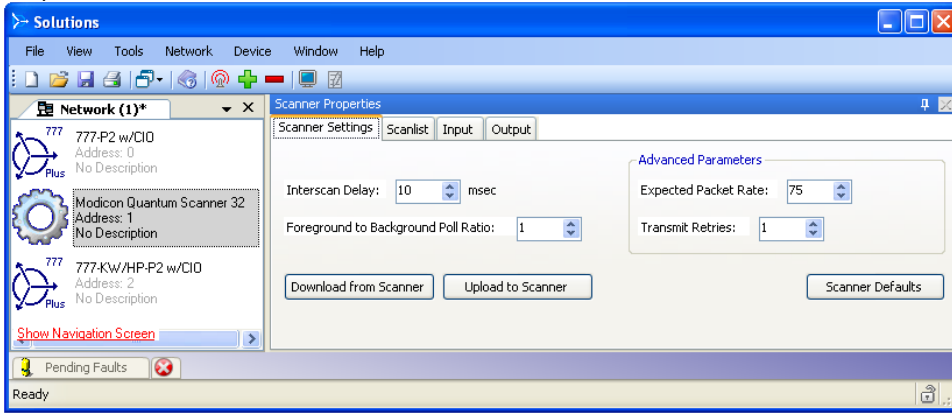 Solutions
File View Tools Network Device Window Help
Network (1)*
777 Plus
777-P2 w/CIO
Address: 0
No Description
Modicon Quantum Scanner 32
Address: 1
No Description
777 Plus
777-KW/HP-P2 w/CIO
Address: 2
No Description
Show Navigation Screen
Scanner Properties
Scanner Settings Scanlist Input Output
Interscan Delay: 10 msec
Foreground to Background Poll Ratio: 1
Advanced Parameters
Expected Packet Rate: 75
Transmit Retries: 1
Download from Scanner Upload to Scanner Scanner Defaults
Pending Faults
Ready